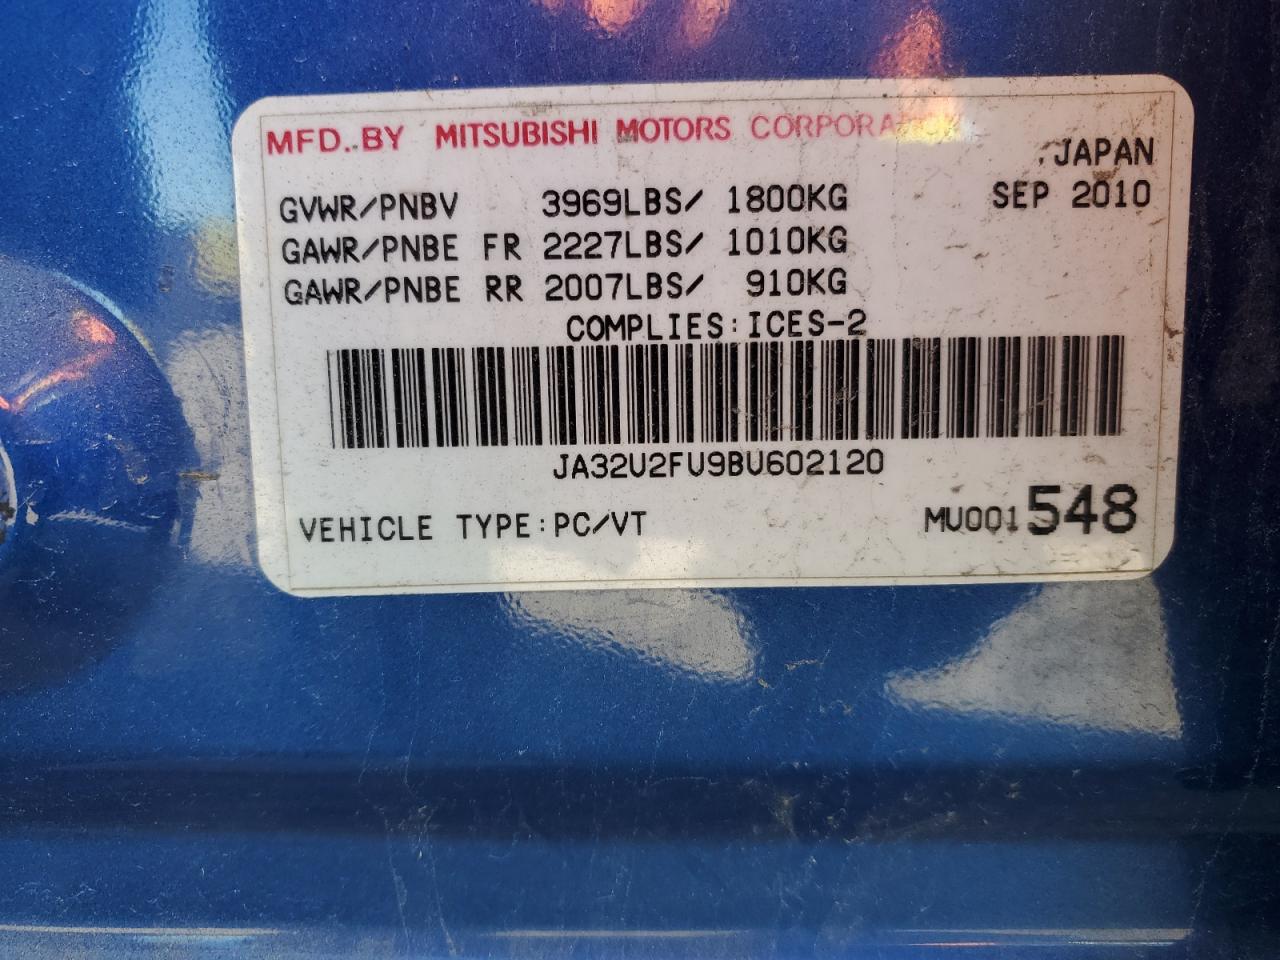 MFD. BY MITSUBISHI MOTORS CORPORATION
JAPAN
GVWR/PNBV 3969LBS/ 1800KG SEP 2010
GAWR/PNBE FR 2227LBS/ 1010KG
GAWR/PNBE RR 2007LBS/ 910KG
COMPLIES:ICES-2
JA32U2FU9BU602120
VEHICLE TYPE:PC/VT MU001548